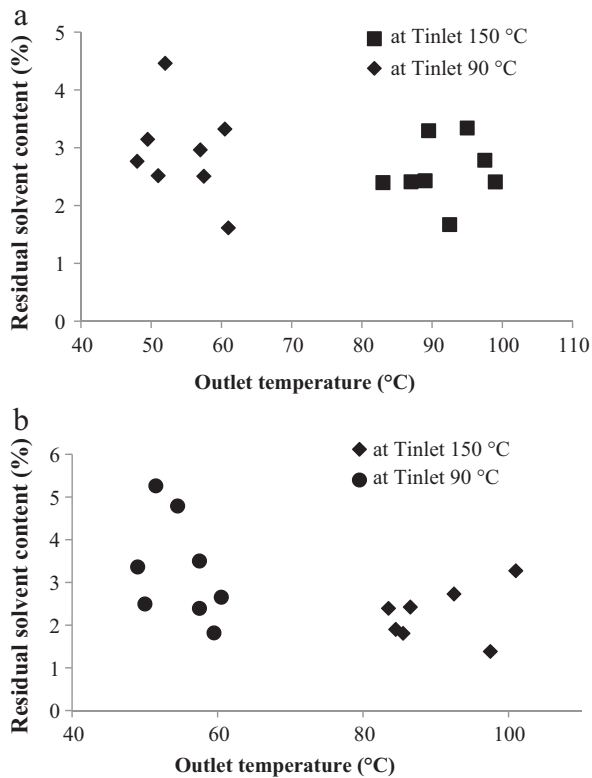 a
Residual solvent content (%)
5
4
3
2
1
0
at Tinlet 150 °C
at Tinlet 90 °C
40 50 60 70 80 90 100 110
Outlet temperature (°C)
b
Residual solvent content (%)
6
5
4
3
2
1
0
at Tinlet 150 °C
at Tinlet 90 °C
40 60 80 100
Outlet temperature (°C)